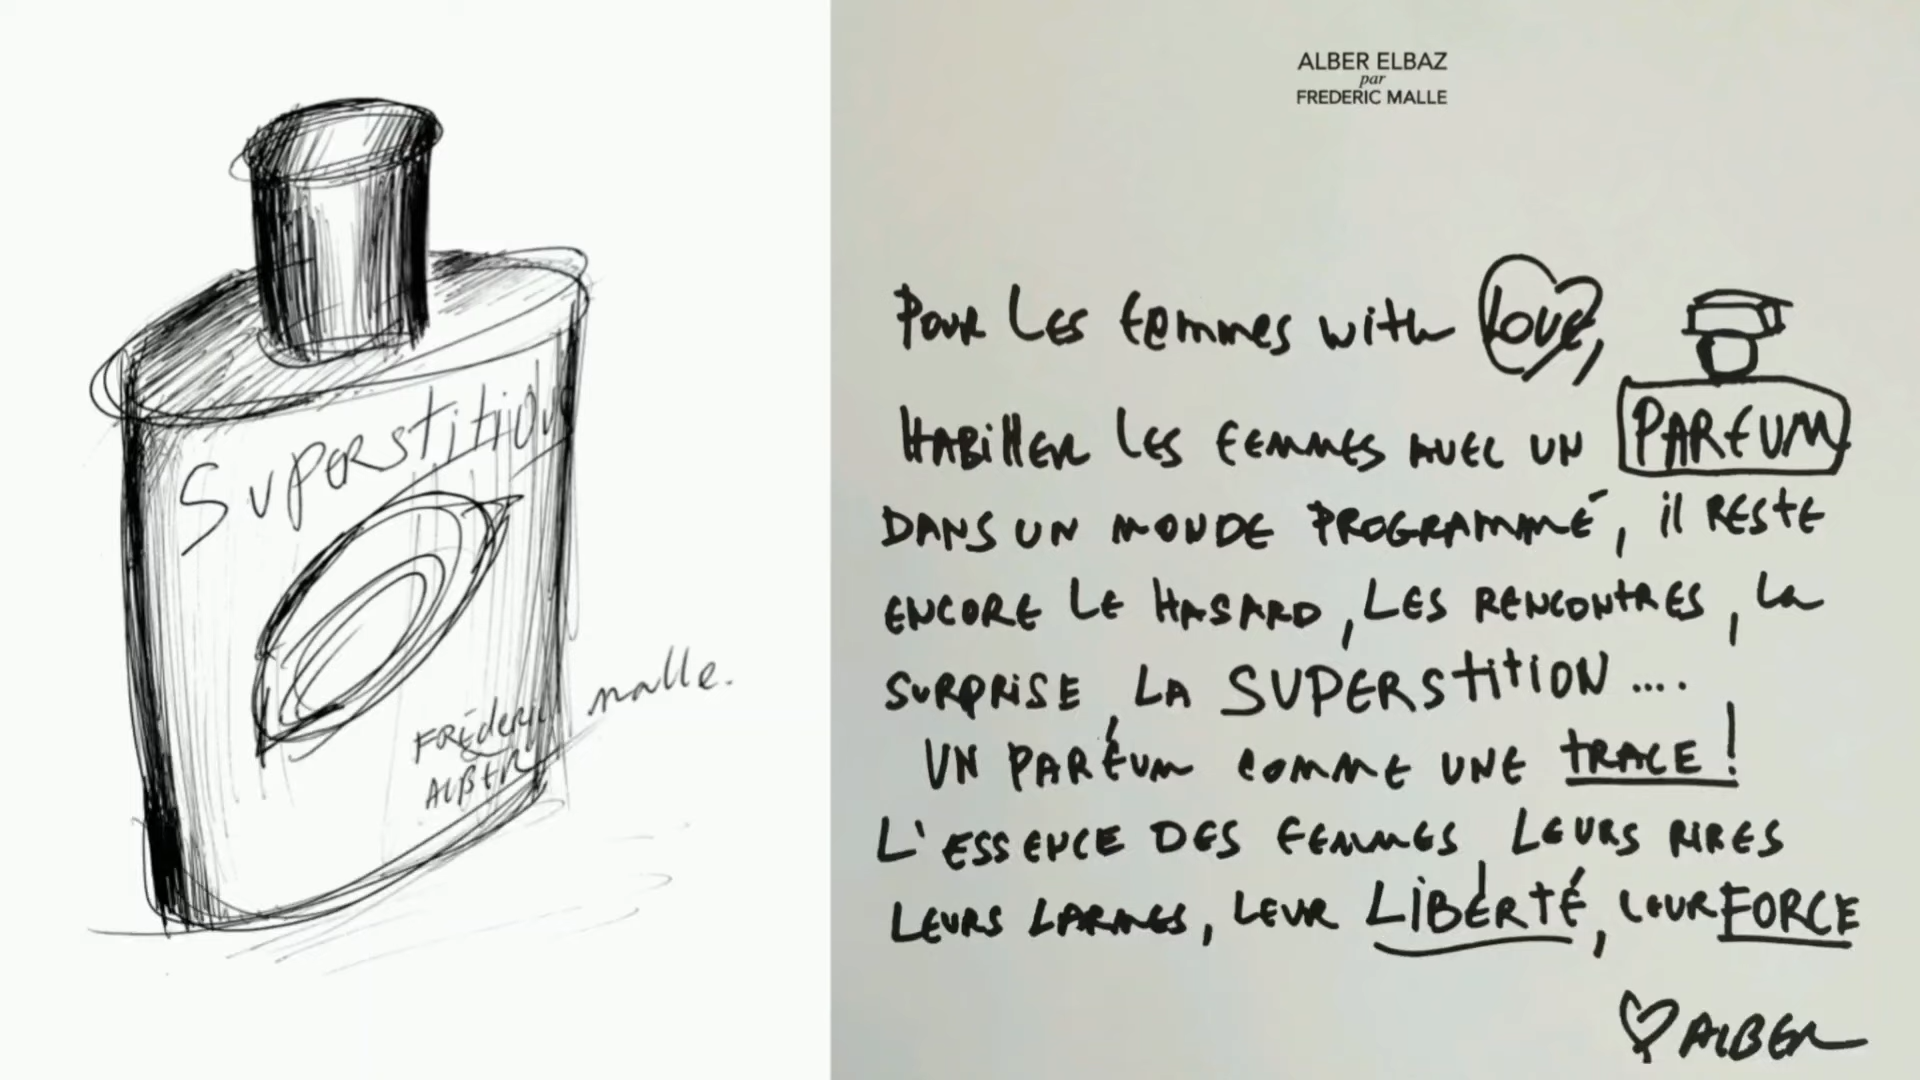 Superstitious
malle.
FRédéric
ALBER
ALBER ELBAZ
par
FREDERIC MALLE
Pour Les femmes with love,
HABILLER LES FEMMES AVEC UN PARFUM
DANS UN MONDE PROGRAMMÉ, il RESTE
ENCORE LE HASARD, LES RENCONTRES, La
SURPRISE, LA SUPERSTITION ....
UN PARFUM COMME UNE TRACE !
L'ESSENCE DES FEMMES, LEURS RIRES
LEURS LARMES, LEUR LIBERTÉ, LEUR FORCE
ALBER